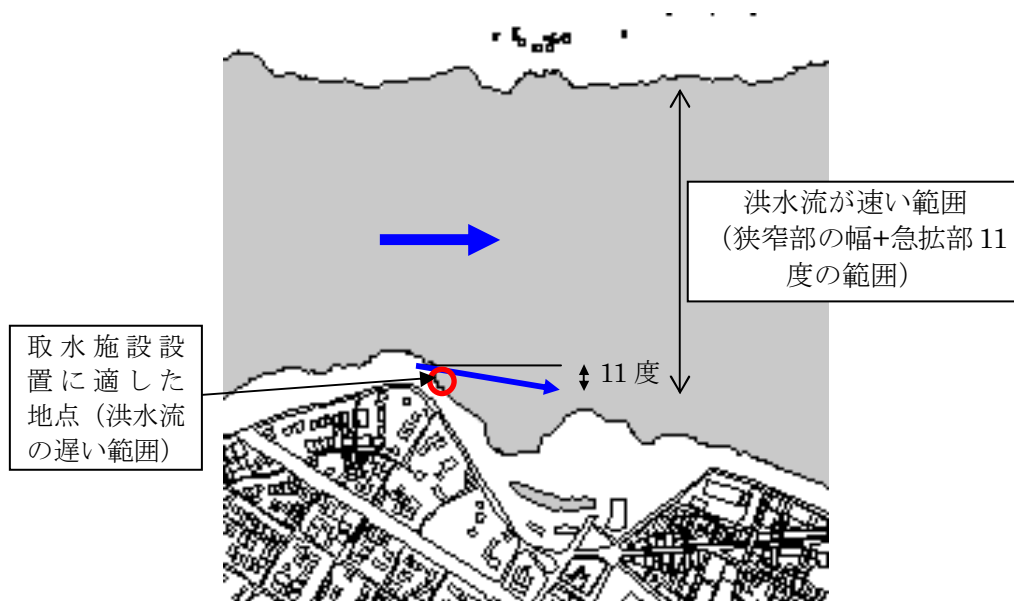 洪水流が速い範囲
（狭窄部の幅+急拡部 11
度の範囲）
取水施設設
置に適した
地点（洪水流
の遅い範囲）
11 度